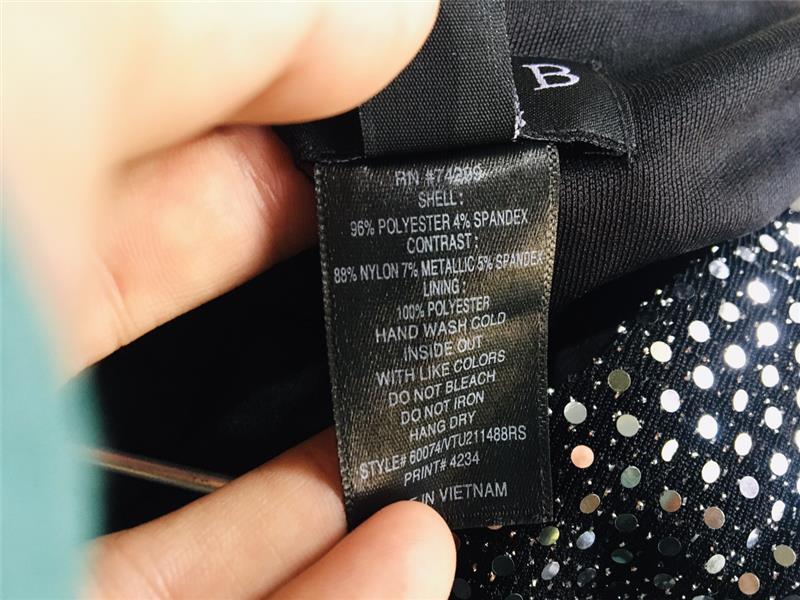 B
RN #74299
SHELL:
96% POLYESTER 4% SPANDEX
CONTRAST:
88% NYLON 7% METALLIC 5% SPANDEX
LINING:
100% POLYESTER
HAND WASH COLD
INSIDE OUT
WITH LIKE COLORS
DO NOT BLEACH
DO NOT IRON
HANG DRY
STYLE# 60074/VTU211488RS
PRINT# 4234
IN VIETNAM